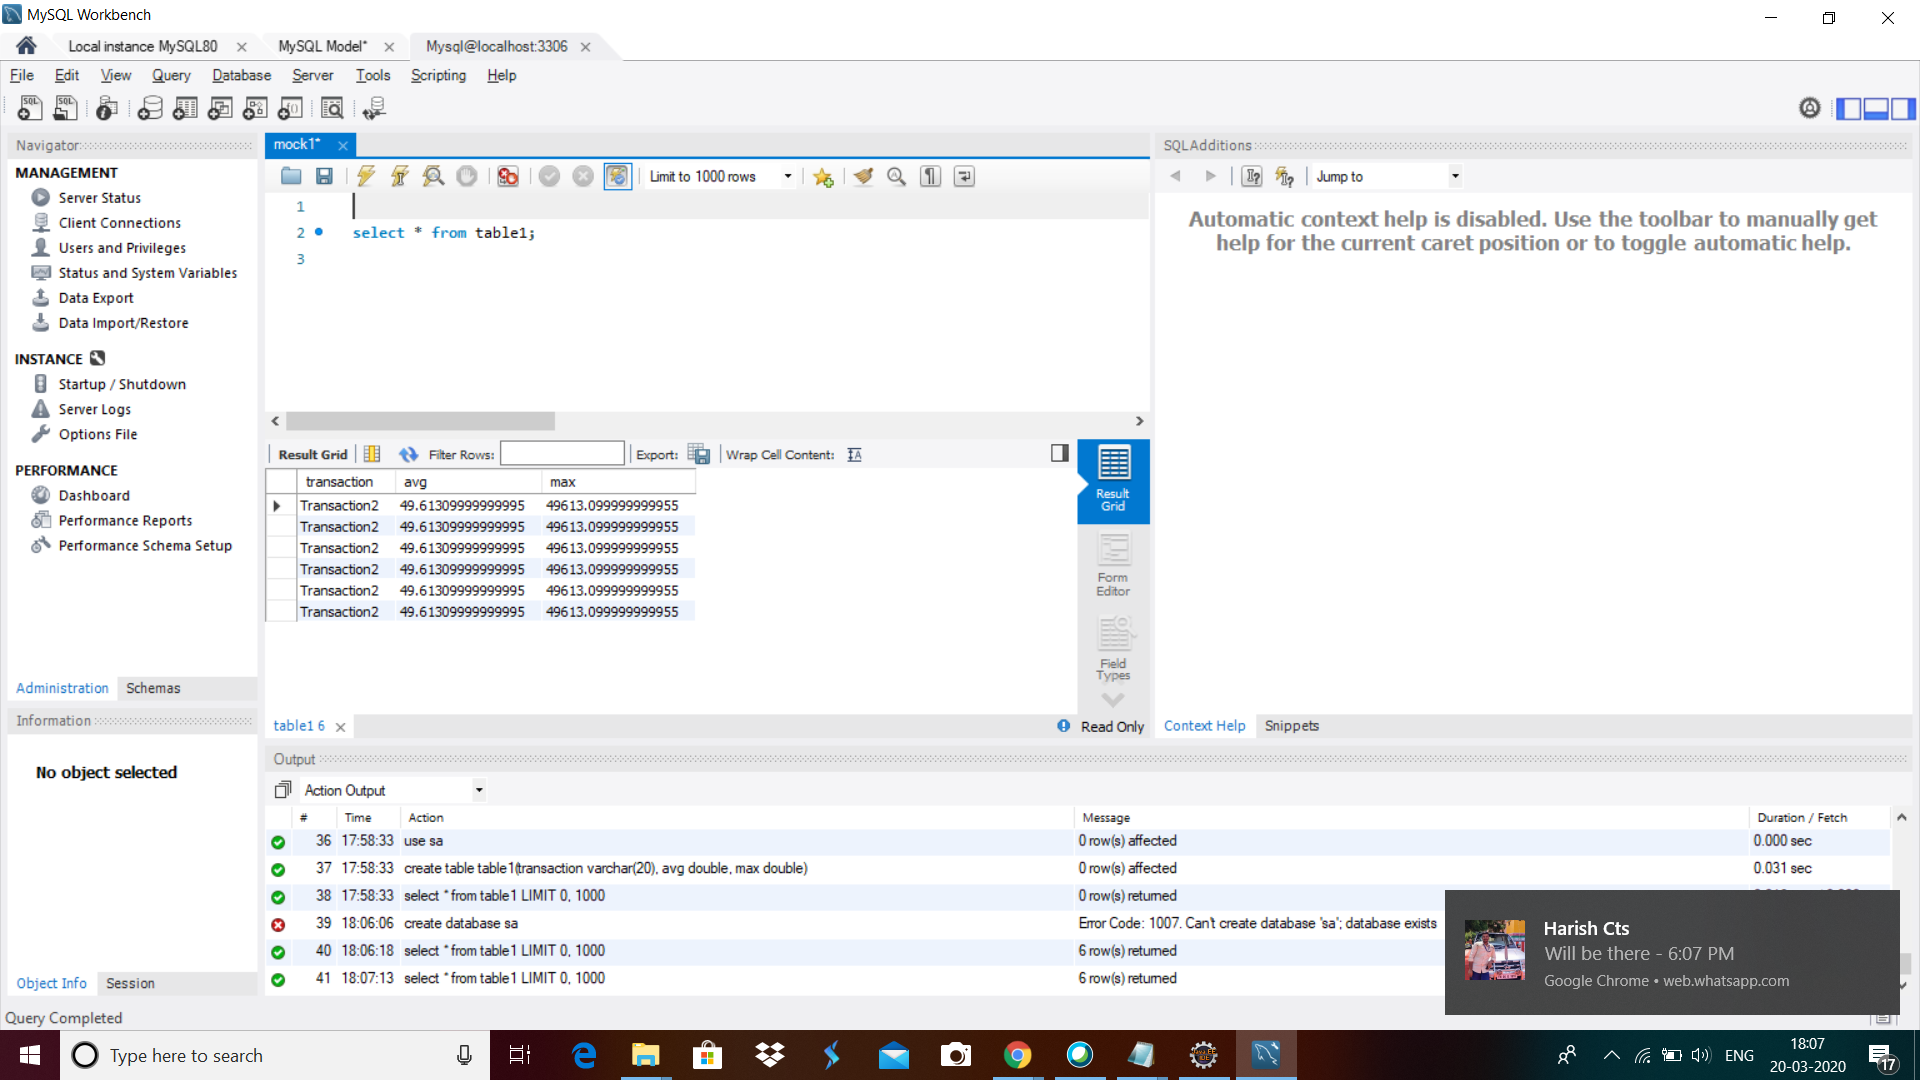 MySQL Workbench
Local instance MySQL80
MySQL Model*
Mysql@localhost:3306
File Edit View Query Database Server Tools Scripting Help
Navigator
MANAGEMENT
Server Status
Client Connections
Users and Privileges
Status and System Variables
Data Export
Data Import/Restore
INSTANCE
Startup / Shutdown
Server Logs
Options File
PERFORMANCE
Dashboard
Performance Reports
Performance Schema Setup
Administration Schemas
Information
No object selected
Object Info Session
mock1*
Limit to 1000 rows
1
2 select * from table1;
3
Result Grid Filter Rows: Export: Wrap Cell Content:
transaction avg max
Transaction2 49.61309999999995 49613.099999999955
Transaction2 49.61309999999995 49613.099999999955
Transaction2 49.61309999999995 49613.099999999955
Transaction2 49.61309999999995 49613.099999999955
Transaction2 49.61309999999995 49613.099999999955
Transaction2 49.61309999999995 49613.099999999955
Result
Grid
Form
Editor
Field
Types
table1 6
Read Only
SQLAdditions
Jump to
Automatic context help is disabled. Use the toolbar to manually get
help for the current caret position or to toggle automatic help.
Context Help Snippets
Output
Action Output
# Time Action Message Duration / Fetch
36 17:58:33 use sa 0 row(s) affected 0.000 sec
37 17:58:33 create table table1(transaction varchar(20), avg double, max double) 0 row(s) affected 0.031 sec
38 17:58:33 select * from table1 LIMIT 0, 1000 0 row(s) returned
39 18:06:06 create database sa Error Code: 1007. Can't create database 'sa'; database exists
40 18:06:18 select * from table1 LIMIT 0, 1000 6 row(s) returned
41 18:07:13 select * from table1 LIMIT 0, 1000 6 row(s) returned
Harish Cts
Will be there - 6:07 PM
Google Chrome • web.whatsapp.com
Query Completed
Type here to search
ENG
18:07
20-03-2020
17